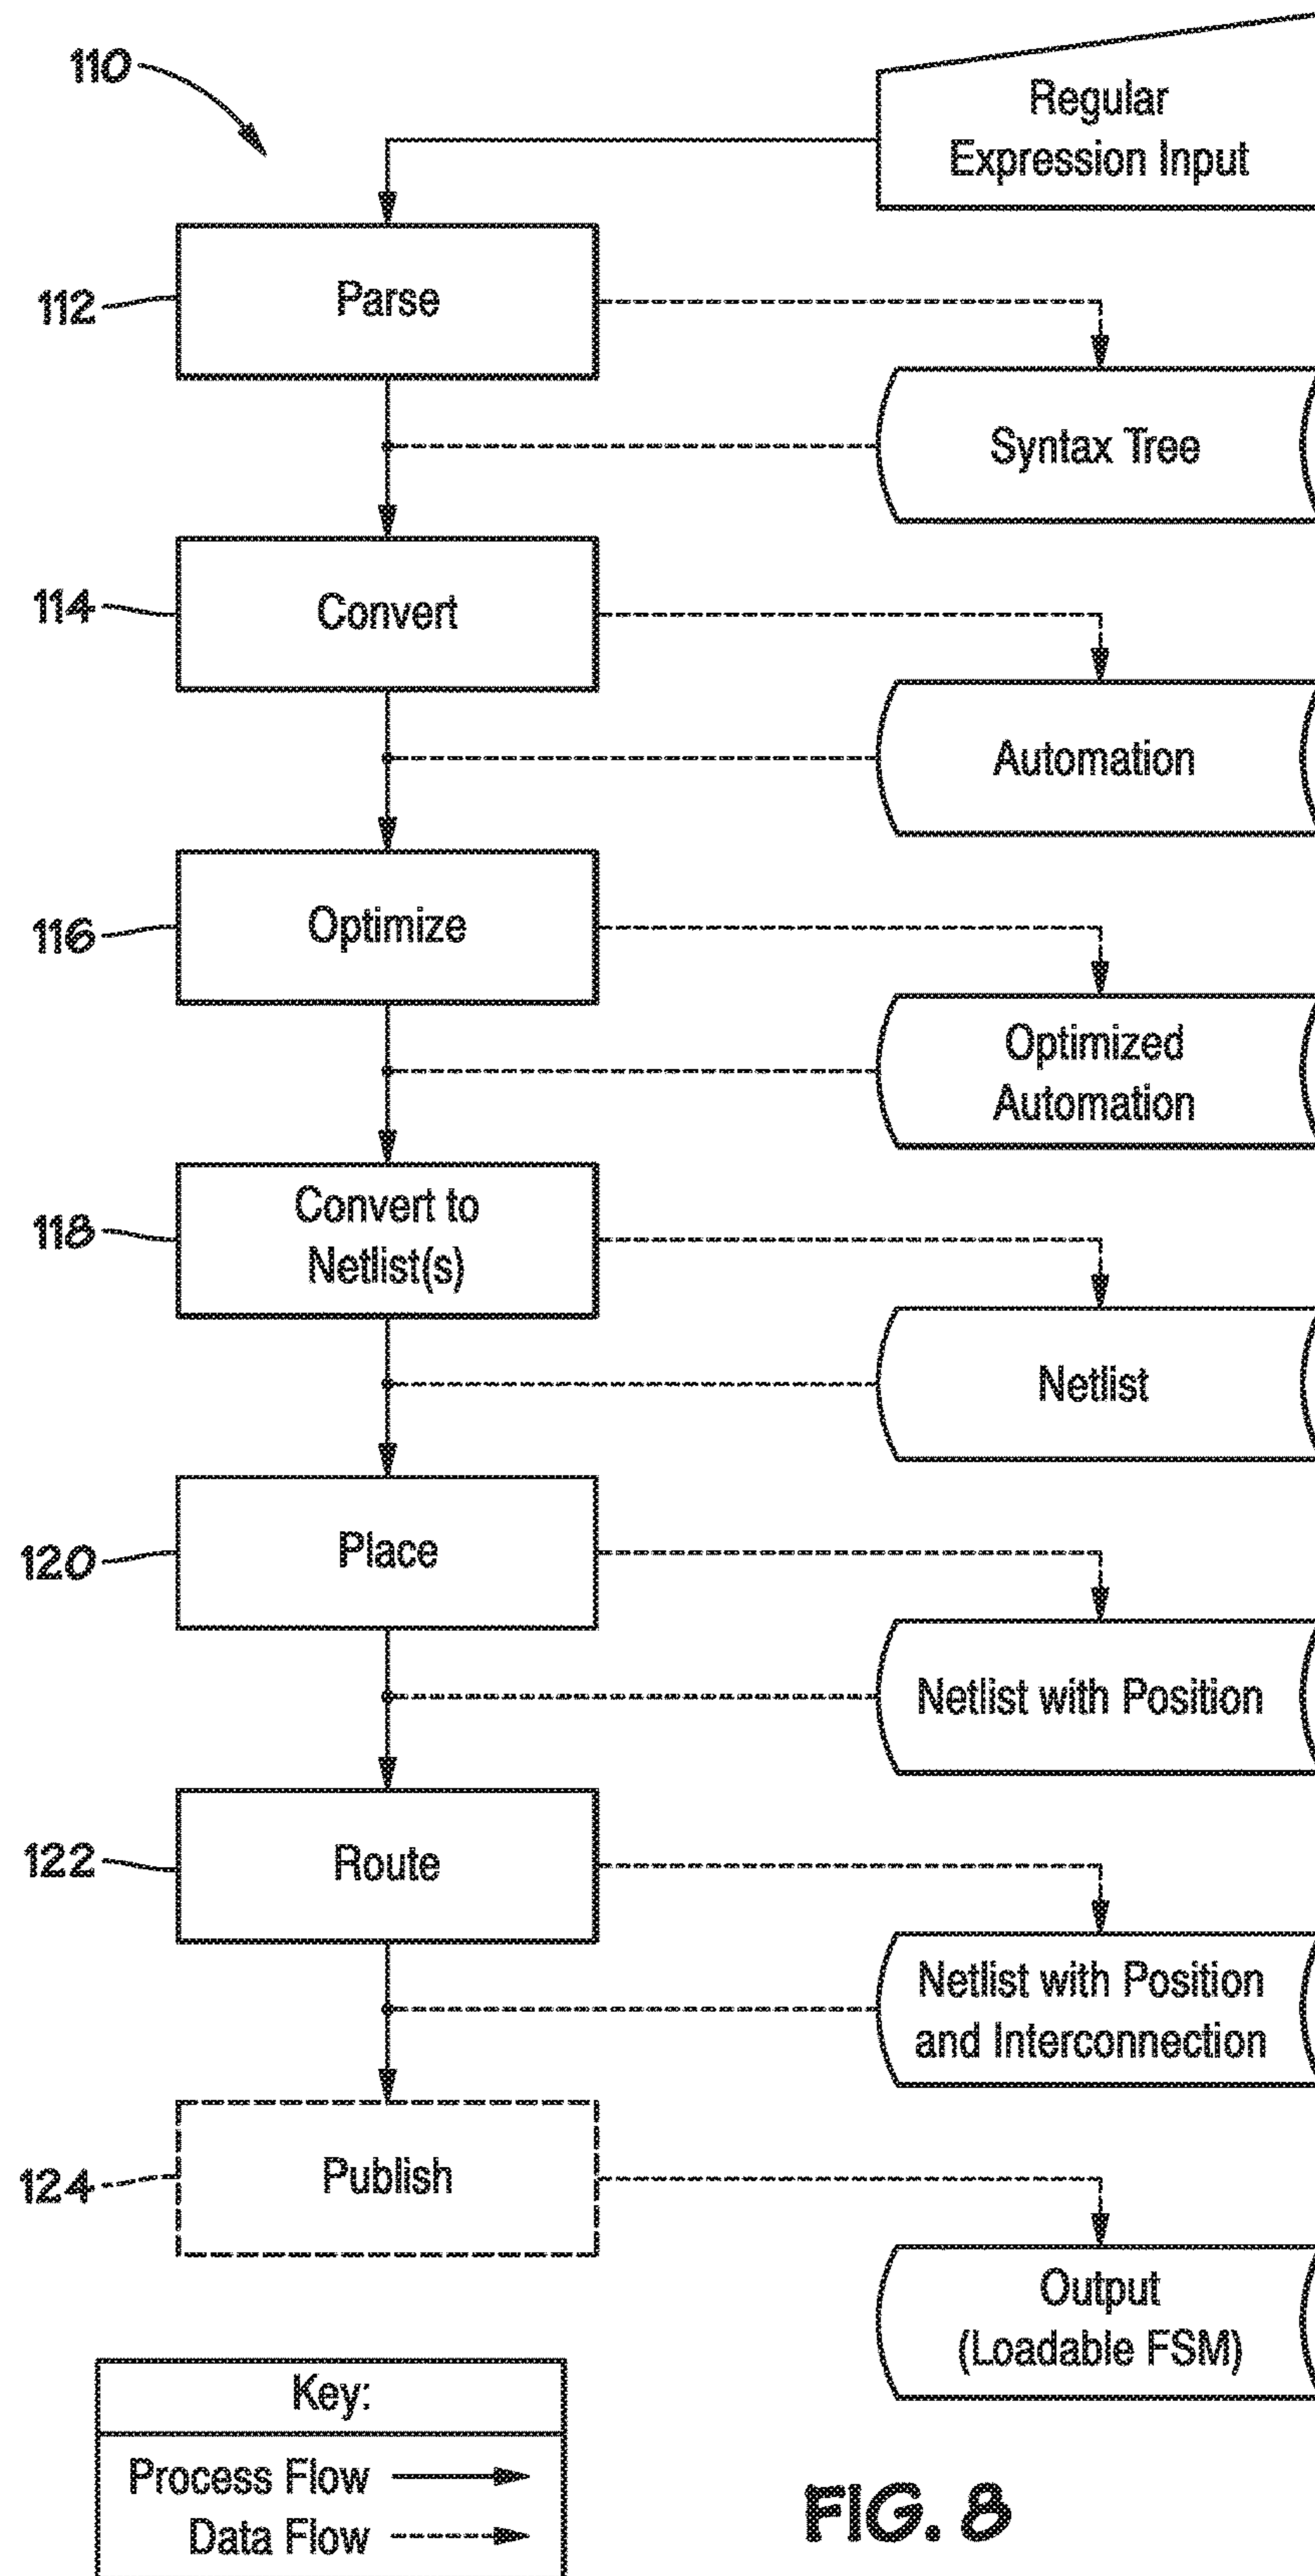 110
Regular
Expression Input
112
Parse
Syntax Tree
114
Convert
Automation
116
Optimize
Optimized
Automation
118
Convert to
Netlist(s)
Netlist
120
Place
Netlist with Position
122
Route
Netlist with Position
and Interconnection
124
Publish
Output
(Loadable FSM)
Key:
Process Flow
Data Flow
FIG. 8